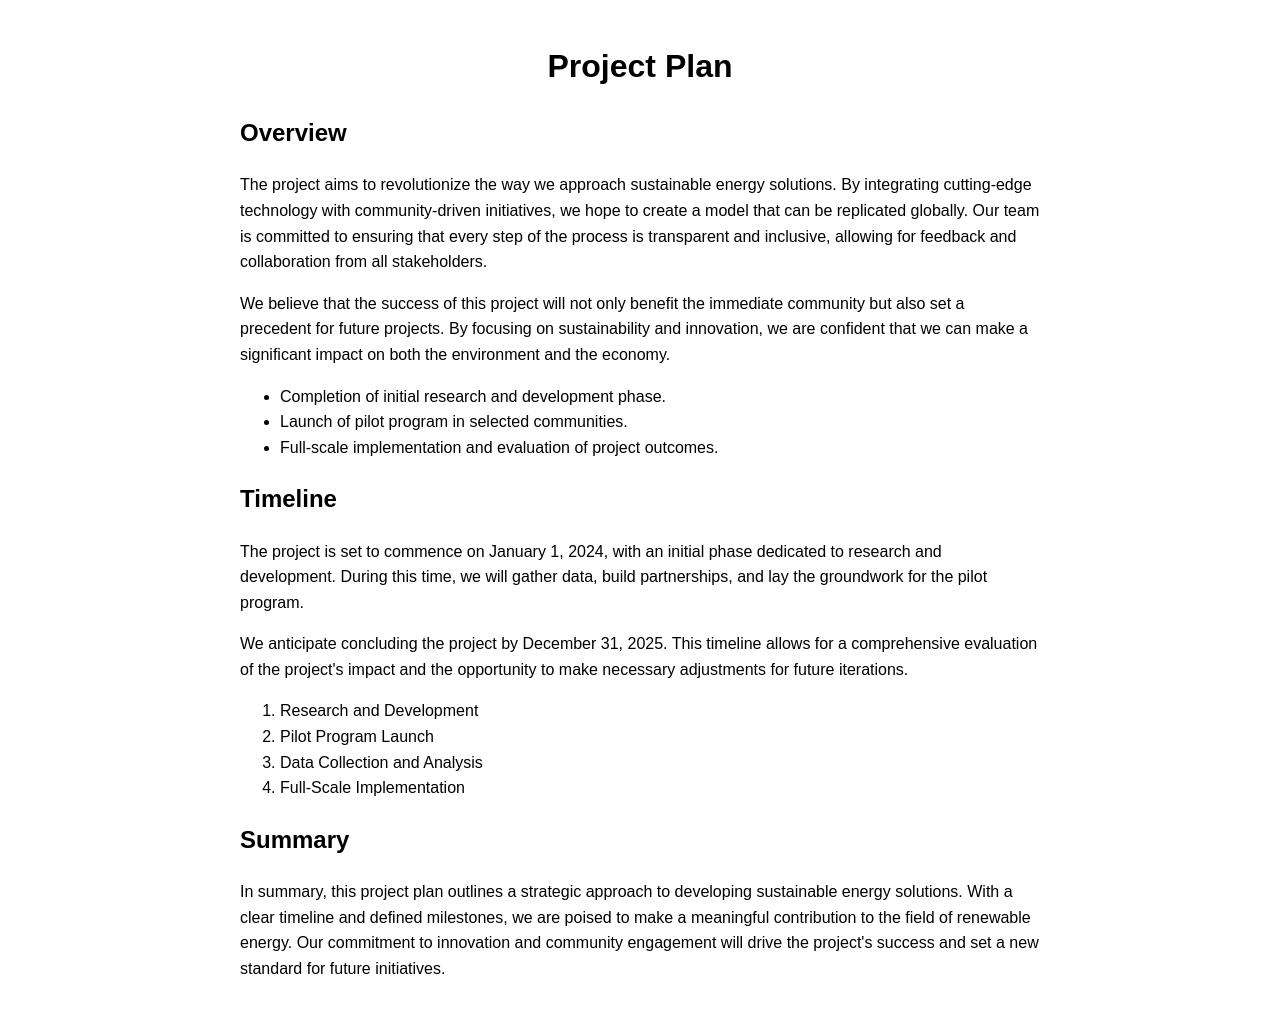 Project Plan
Overview
The project aims to revolutionize the way we approach sustainable energy solutions. By integrating cutting-edge
technology with community-driven initiatives, we hope to create a model that can be replicated globally. Our team
is committed to ensuring that every step of the process is transparent and inclusive, allowing for feedback and
collaboration from all stakeholders.
We believe that the success of this project will not only benefit the immediate community but also set a
precedent for future projects. By focusing on sustainability and innovation, we are confident that we can make a
significant impact on both the environment and the economy.
• Completion of initial research and development phase.
• Launch of pilot program in selected communities.
• Full-scale implementation and evaluation of project outcomes.
Timeline
The project is set to commence on January 1, 2024, with an initial phase dedicated to research and
development. During this time, we will gather data, build partnerships, and lay the groundwork for the pilot
program.
We anticipate concluding the project by December 31, 2025. This timeline allows for a comprehensive evaluation
of the project's impact and the opportunity to make necessary adjustments for future iterations.
1. Research and Development
2. Pilot Program Launch
3. Data Collection and Analysis
4. Full-Scale Implementation
Summary
In summary, this project plan outlines a strategic approach to developing sustainable energy solutions. With a
clear timeline and defined milestones, we are poised to make a meaningful contribution to the field of renewable
energy. Our commitment to innovation and community engagement will drive the project's success and set a new
standard for future initiatives.